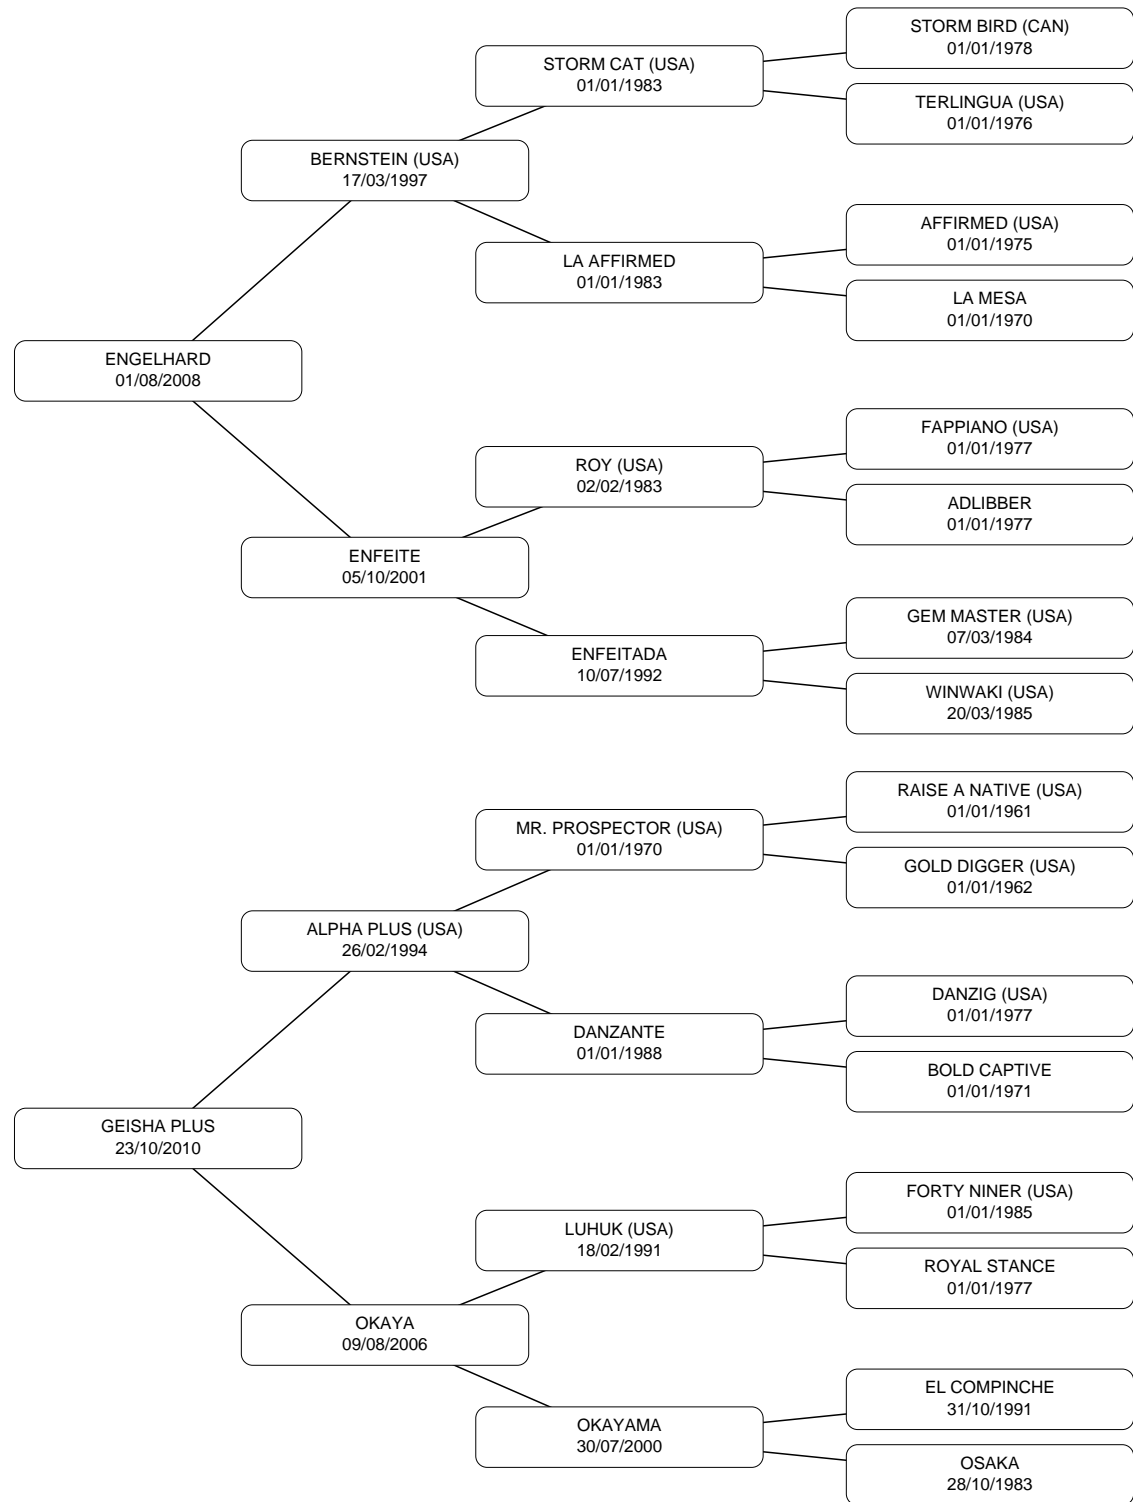 STORM BIRD (CAN)
01/01/1978
STORM CAT (USA)
01/01/1983
TERLINGUA (USA)
01/01/1976
BERNSTEIN (USA)
17/03/1997
AFFIRMED (USA)
01/01/1975
LA AFFIRMED
01/01/1983
LA MESA
01/01/1970
ENGELHARD
01/08/2008
FAPPIANO (USA)
01/01/1977
ROY (USA)
02/02/1983
ADLIBBER
01/01/1977
ENFEITE
05/10/2001
GEM MASTER (USA)
07/03/1984
ENFEITADA
10/07/1992
WINWAKI (USA)
20/03/1985
RAISE A NATIVE (USA)
01/01/1961
MR. PROSPECTOR (USA)
01/01/1970
GOLD DIGGER (USA)
01/01/1962
ALPHA PLUS (USA)
26/02/1994
DANZIG (USA)
01/01/1977
DANZANTE
01/01/1988
BOLD CAPTIVE
01/01/1971
GEISHA PLUS
23/10/2010
FORTY NINER (USA)
01/01/1985
LUHUK (USA)
18/02/1991
ROYAL STANCE
01/01/1977
OKAYA
09/08/2006
EL COMPINCHE
31/10/1991
OKAYAMA
30/07/2000
OSAKA
28/10/1983